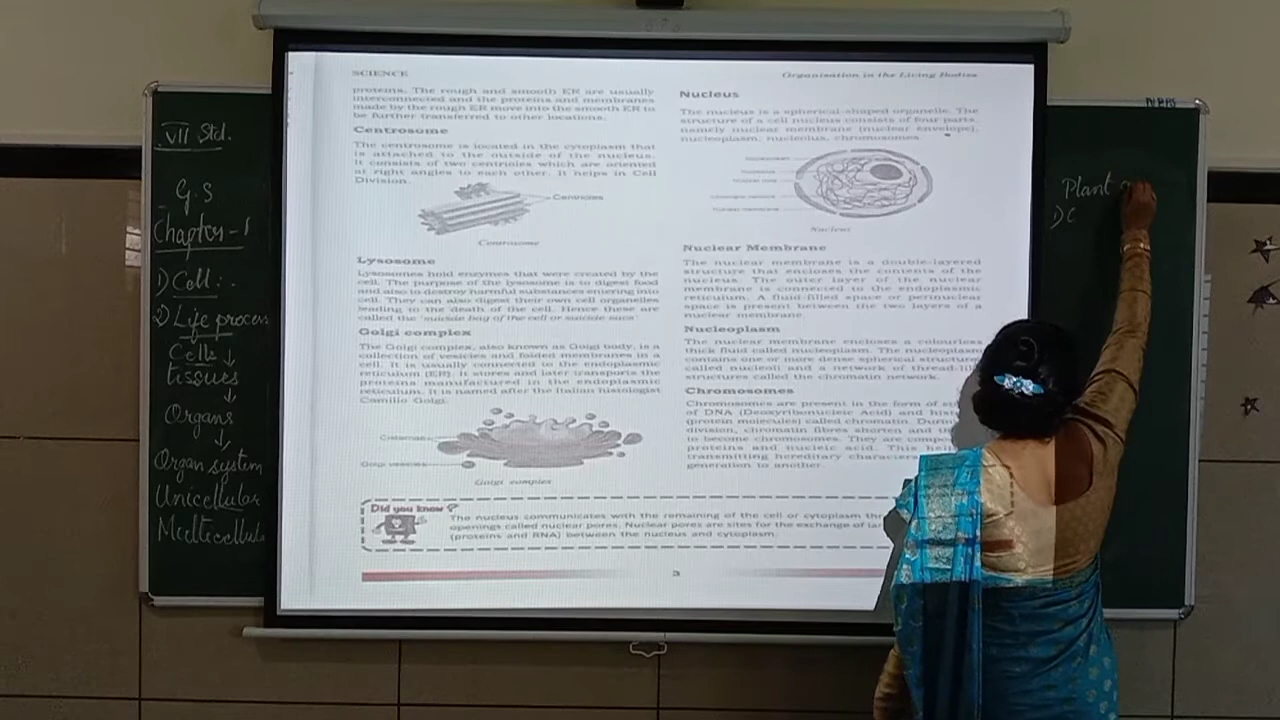 VII Std.
G.S
Chapter-1
1) Cell :-
2) Life process
Cells ↓
tissues
↓
Organs
↓
Organ system
Unicellular
Multicellula
SCIENCE
proteins. The rough and smooth ER are usually
interconnected and the proteins and membranes
made by the rough ER move into the smooth ER to
be further transferred to other locations.
Centrosome
The centrosome is located in the cytoplasm that
is attached to the outside of the nucleus.
It consists of two centrioles which are oriented
at right angles to each other. It helps in Cell
Division.
Centrioles
Centrosome
Lysosome
Lysosomes hold enzymes that were created by the
cell. The purpose of the lysosome is to digest food
and also to destroy harmful substances entering into
cell. They can also digest their own cell organelles
leading to the death of the cell. Hence these are
called the 'suicide bag of the cell or suicide sacs'
Golgi complex
The Golgi complex, also known as Golgi body, is a
collection of vesicles and folded membranes in a
cell. It is usually connected to the endoplasmic
reticulum (ER). It stores and later transports the
proteins manufactured in the endoplasmic
reticulum. It is named after the Italian histologist
Camillo Golgi.
Cisternae
Golgi vesicles
Golgi complex
Organisation in the Living Bodies
Nucleus
The nucleus is a spherical-shaped organelle. The
structure of a cell nucleus consists of four parts,
namely nuclear membrane (nuclear envelope),
nucleoplasm, nucleolus, chromosomes.
Nucleus
Nuclear Membrane
The nuclear membrane is a double-layered
structure that encloses the contents of the
nucleus. The outer layer of the nuclear
membrane is connected to the endoplasmic
reticulum. A fluid-filled space or perinuclear
space is present between the two layers of a
nuclear membrane.
Nucleoplasm
The nuclear membrane encloses a colourless
thick fluid called nucleoplasm. The nucleoplasm
contains one or more dense spherical structure
called nucleoli and a network of thread-li
structures called the chromatin network.
Chromosomes
Chromosomes are present in the form of
of DNA (Deoxyribonucleic Acid) and hist
(protein molecules) called chromatin. Durin
division, chromatin fibres shorten and
to become chromosomes. They are compo
proteins and nucleic acid. This hel
transmitting hereditary characters
generation to another.
Did you know?
The nucleus communicates with the remaining of the cell or cytoplasm thr
openings called nuclear pores. Nuclear pores are sites for the exchange of lar
(proteins and RNA) between the nucleus and cytoplasm.
3
Plant
1) C